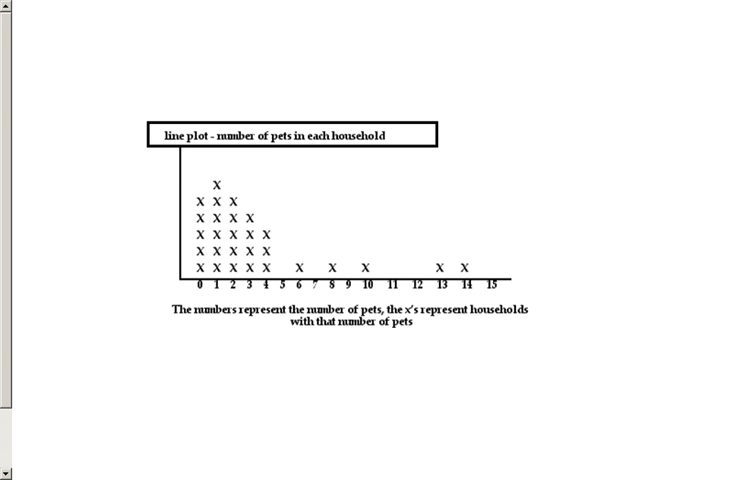 line plot - number of pets in each household
x
x x x
x x x x
x x x x x
x x x x x
x x x x x x x x x x
0 1 2 3 4 5 6 7 8 9 10 11 12 13 14 15
The numbers represent the number of pets, the x's represent households
with that number of pets